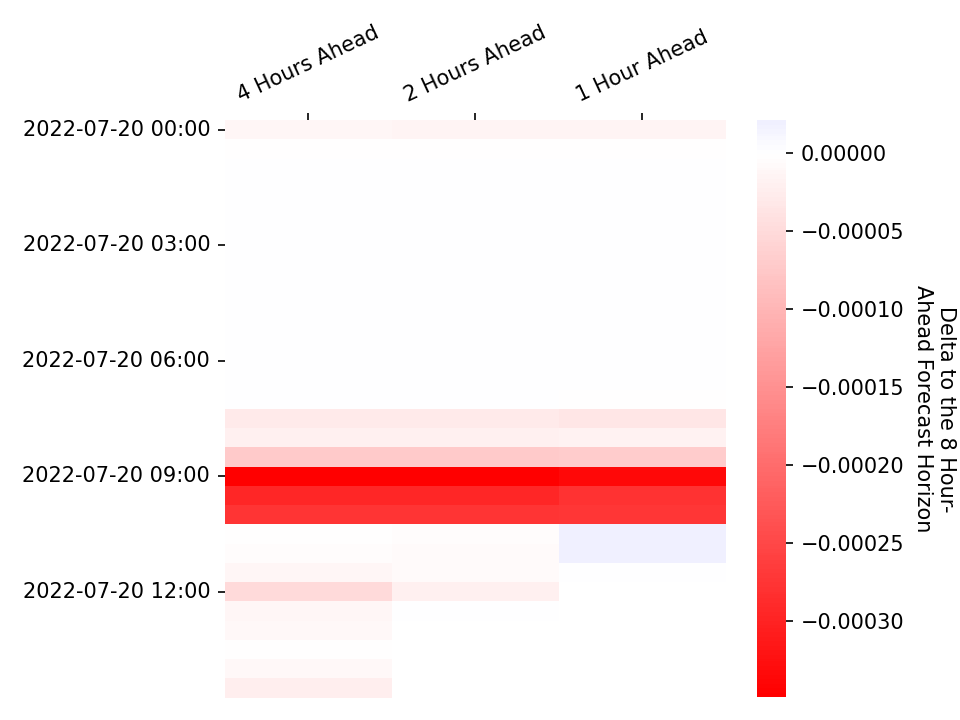 4 Hours Ahead
2 Hours Ahead
1 Hour Ahead
2022-07-20 00:00
2022-07-20 03:00
2022-07-20 06:00
2022-07-20 09:00
2022-07-20 12:00
0.00000
−0.00005
−0.00010
−0.00015
−0.00020
−0.00025
−0.00030
Delta to the 8 Hour-
Ahead Forecast Horizon